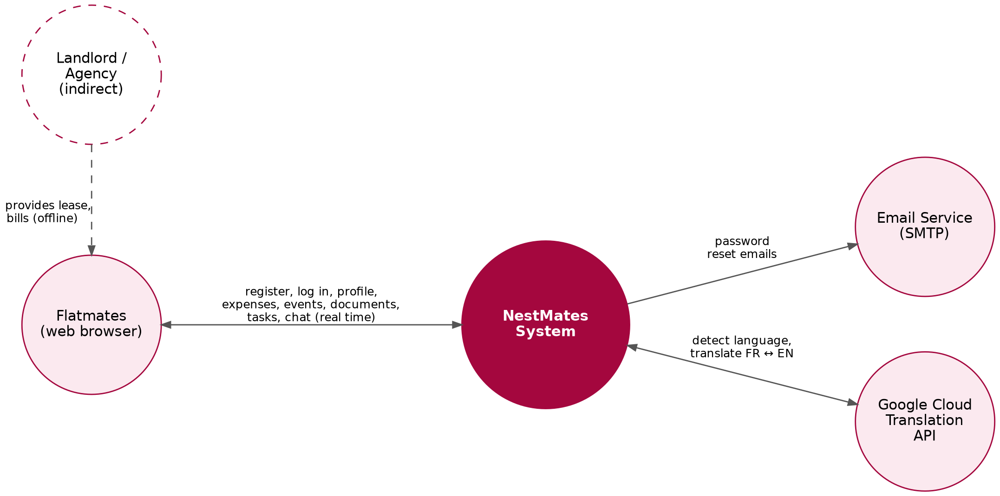 Landlord /
Agency
(indirect)
provides lease,
bills (offline)
Flatmates
(web browser)
register, log in, profile,
expenses, events, documents,
tasks, chat (real time)
NestMates
System
password
reset emails
Email Service
(SMTP)
detect language,
translate FR ↔ EN
Google Cloud
Translation
API